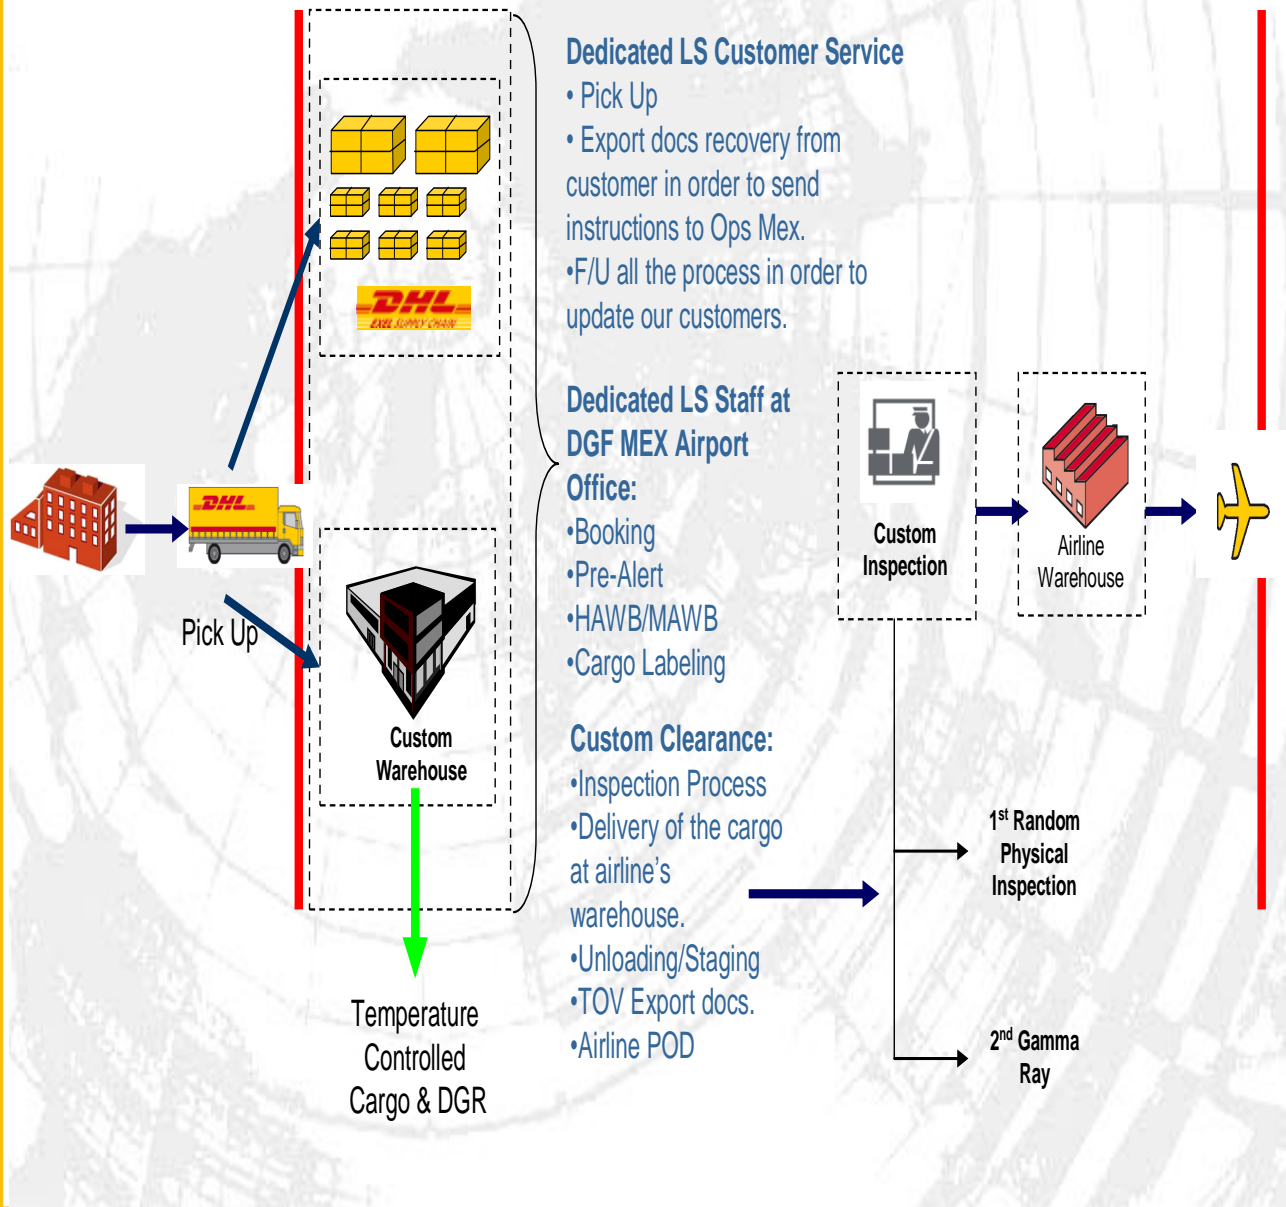 Dedicated LS Customer Service
• Pick Up
• Export docs recovery from
customer in order to send
instructions to Ops Mex.
•F/U all the process in order to
update our customers.
DHL
EXEL SUPPLY CHAIN
Dedicated LS Staff at
DGF MEX Airport
Office:
•Booking
•Pre-Alert
•HAWB/MAWB
•Cargo Labeling
DHL
Pick Up
Custom
Warehouse
Custom
Inspection
Airline
Warehouse
Custom Clearance:
•Inspection Process
•Delivery of the cargo
at airline’s
warehouse.
•Unloading/Staging
•TOV Export docs.
•Airline POD
1st Random
Physical
Inspection
2nd Gamma
Ray
Temperature
Controlled
Cargo & DGR